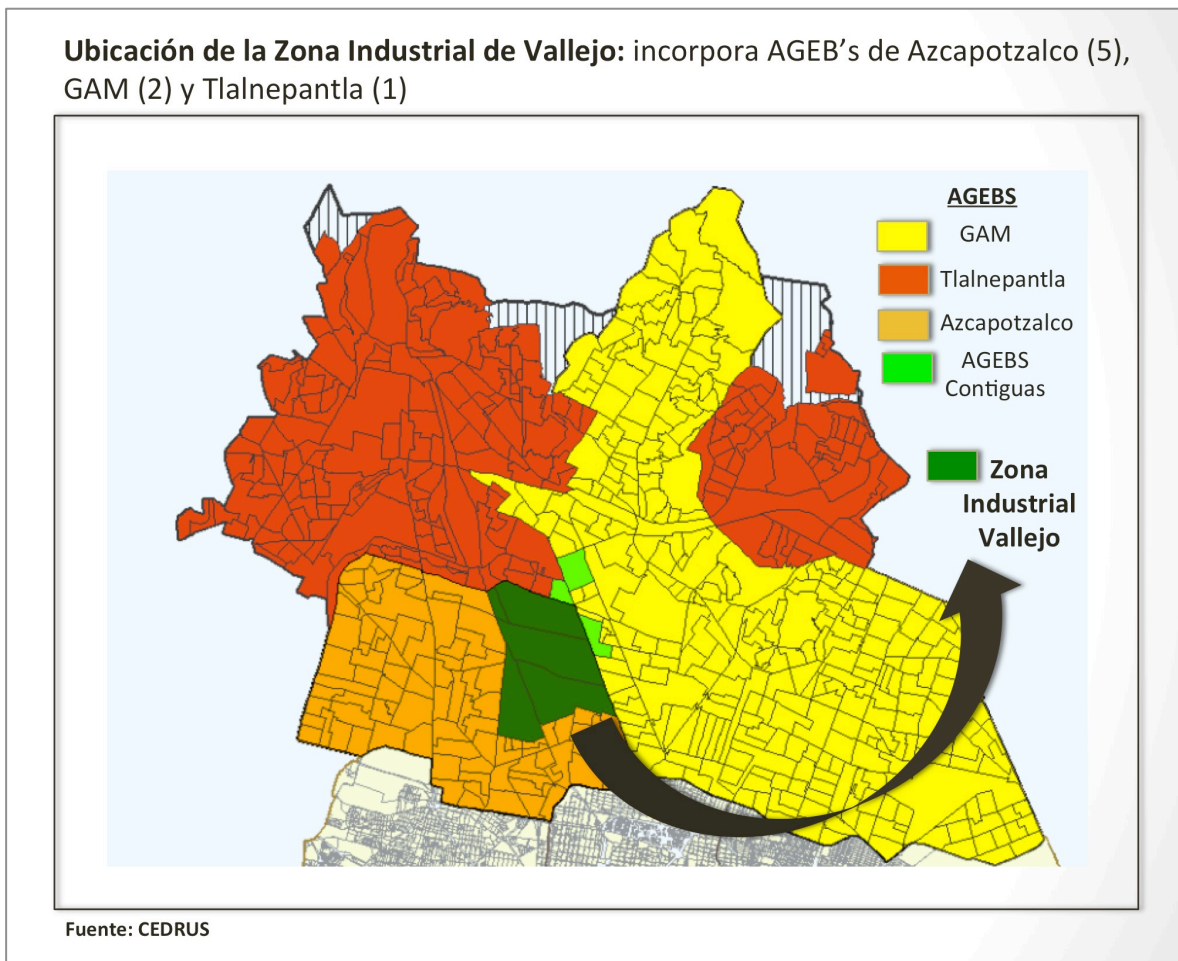 Ubicación de la Zona Industrial de Vallejo: incorpora AGEB’s de Azcapotzalco (5),
GAM (2) y Tlalnepantla (1)
AGEBS
GAM
Tlalnepantla
Azcapotzalco
AGEBS
Contiguas
Zona
Industrial
Vallejo
Fuente: CEDRUS